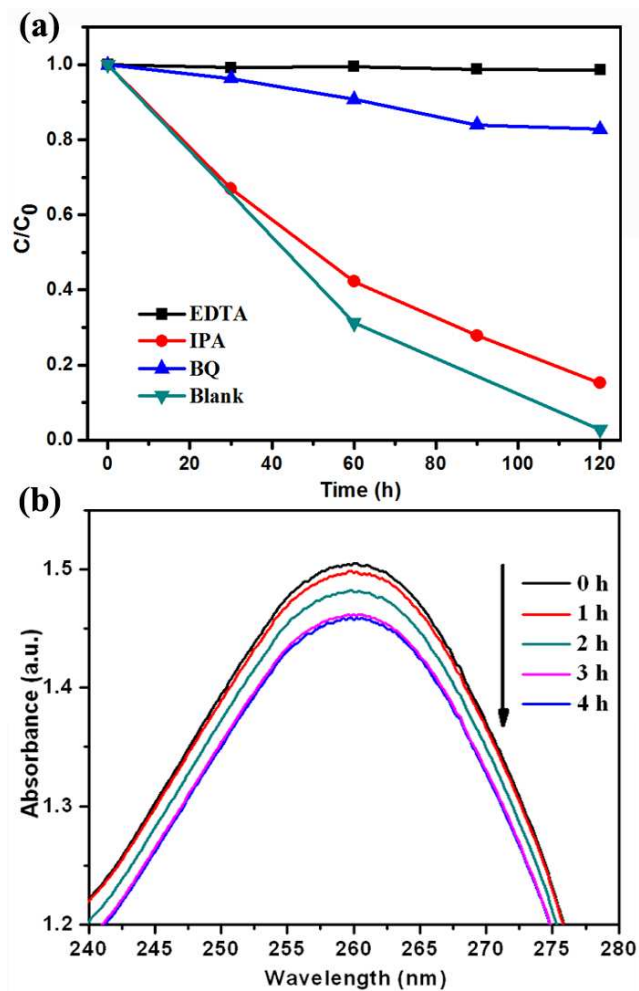 (a)
1.0
0.8
0.6
0.4
0.2
0.0
C/C0
EDTA
IPA
BQ
Blank
0 20 40 60 80 100 120
Time (h)
(b)
1.5
1.4
1.3
1.2
Absorbance (a.u.)
0 h
1 h
2 h
3 h
4 h
240 245 250 255 260 265 270 275 280
Wavelength (nm)